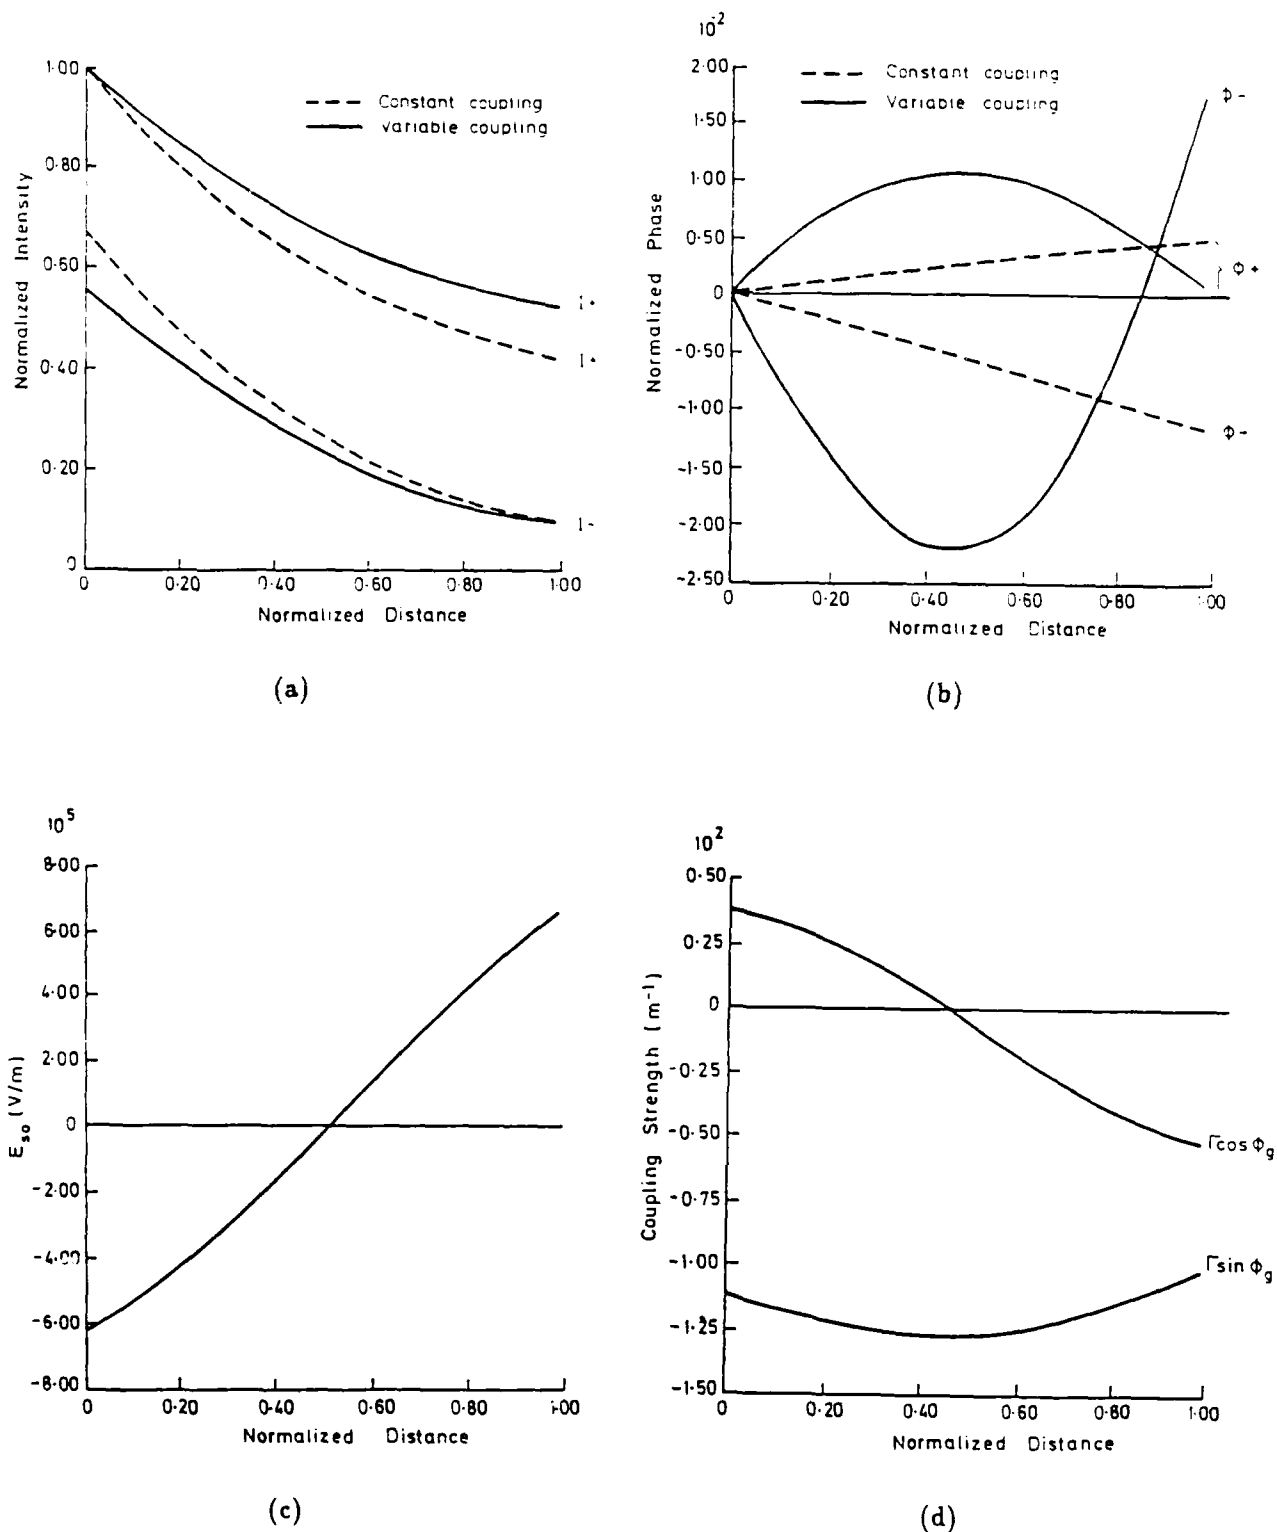 1.00
0.80
0.60
0.40
0.20
0
Normalized Intensity
Constant coupling
Variable coupling
I+
I+
I-
0 0.20 0.40 0.60 0.80 1.00
Normalized Distance
(a)
10⁻²
2.00
1.50
1.00
0.50
0
-0.50
-1.00
-1.50
-2.00
-2.50
Normalized Phase
Constant coupling
Variable coupling
Φ-
Φ+
Φ-
0 0.20 0.40 0.60 0.80 1.00
Normalized Distance
(b)
10⁵
8.00
6.00
4.00
2.00
0
-2.00
-4.00
-6.00
-8.00
E_so (V/m)
0 0.20 0.40 0.60 0.80 1.00
Normalized Distance
(c)
10²
0.50
0.25
0
-0.25
-0.50
-0.75
-1.00
-1.25
-1.50
Coupling Strength (m⁻¹)
Γcos Φg
Γsin Φg
0 0.20 0.40 0.60 0.80 1.00
Normalized Distance
(d)